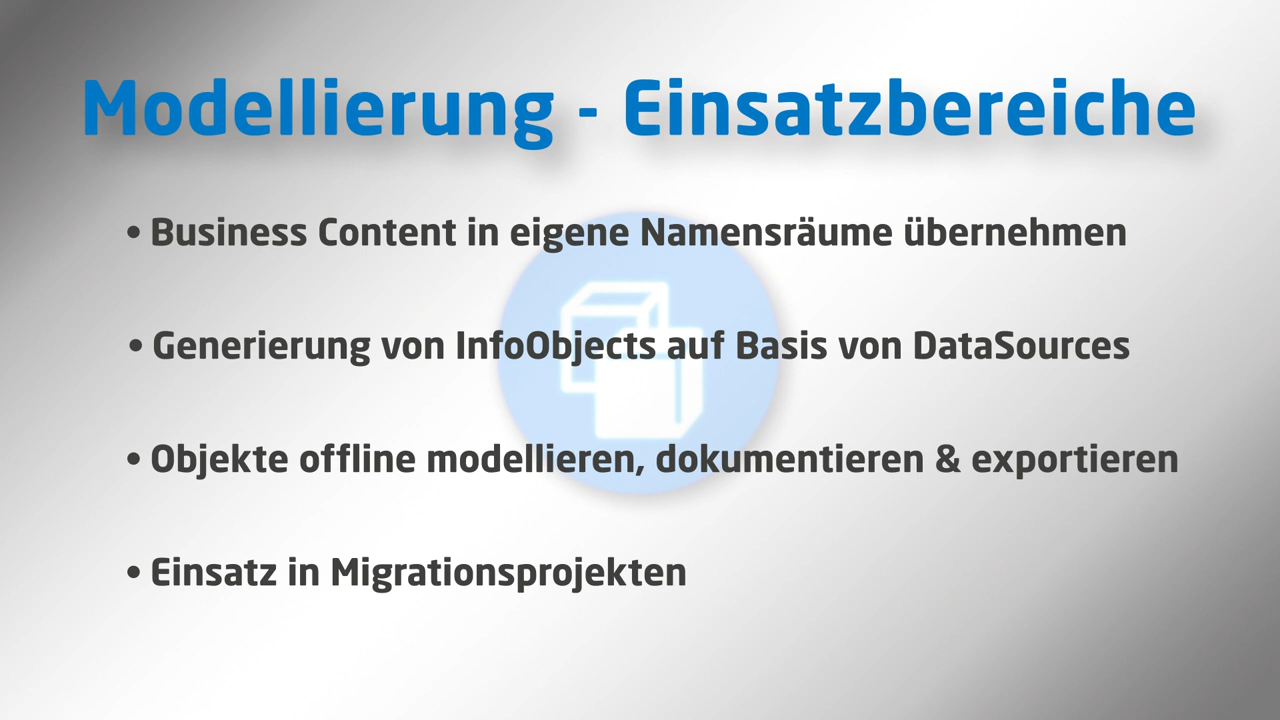 Modellierung - Einsatzbereiche
• Business Content in eigene Namensräume übernehmen
• Generierung von InfoObjects auf Basis von DataSources
• Objekte offline modellieren, dokumentieren & exportieren
• Einsatz in Migrationsprojekten